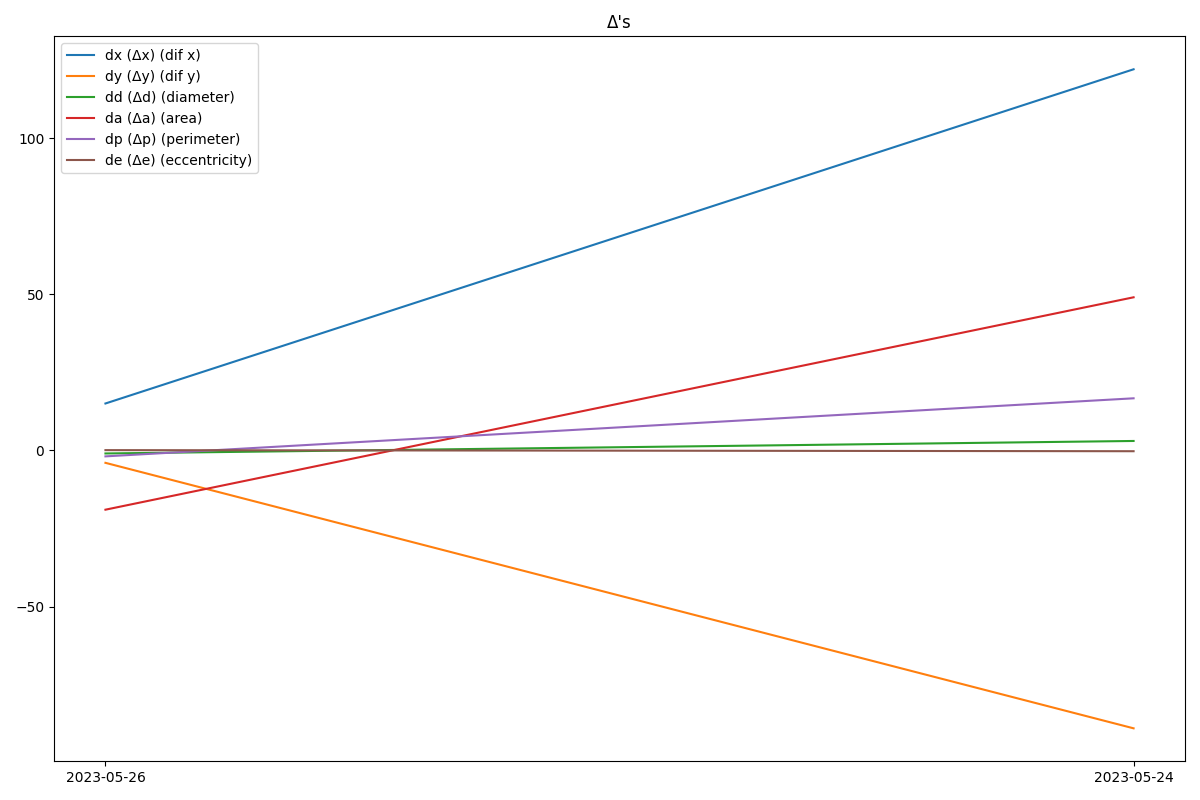 Δ's
dx (Δx) (dif x)
dy (Δy) (dif y)
dd (Δd) (diameter)
da (Δa) (area)
dp (Δp) (perimeter)
de (Δe) (eccentricity)
100
50
0
−50
2023-05-26
2023-05-24